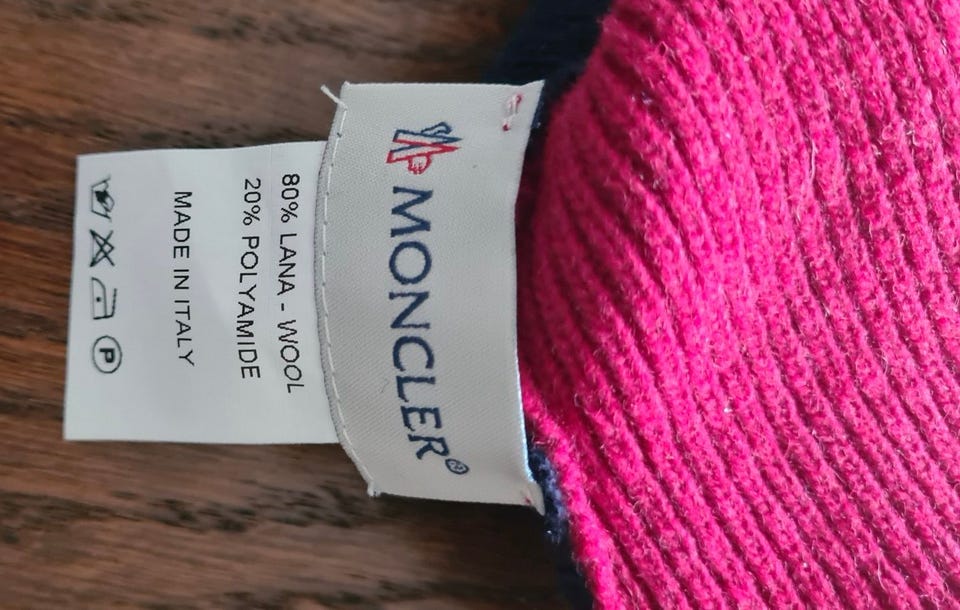 MONCLER®
80% LANA - WOOL
20% POLYAMIDE
MADE IN ITALY
P